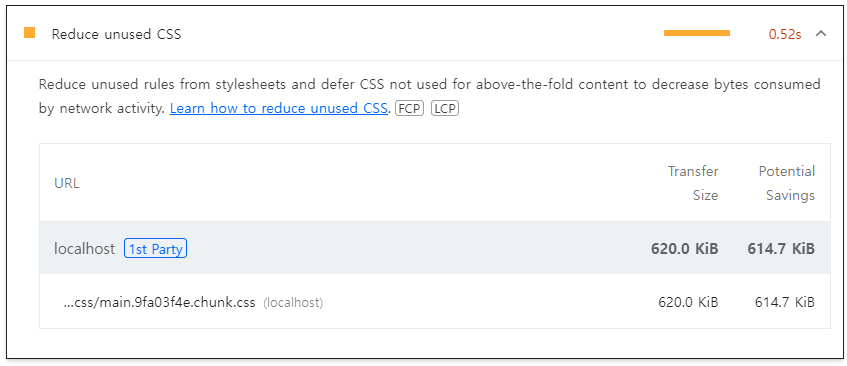 Reduce unused CSS 0.52s
Reduce unused rules from stylesheets and defer CSS not used for above-the-fold content to decrease bytes consumed
by network activity. Learn how to reduce unused CSS. FCP LCP
URL Transfer Size Potential Savings
localhost 1st Party 620.0 KiB 614.7 KiB
...css/main.9fa03f4e.chunk.css (localhost) 620.0 KiB 614.7 KiB